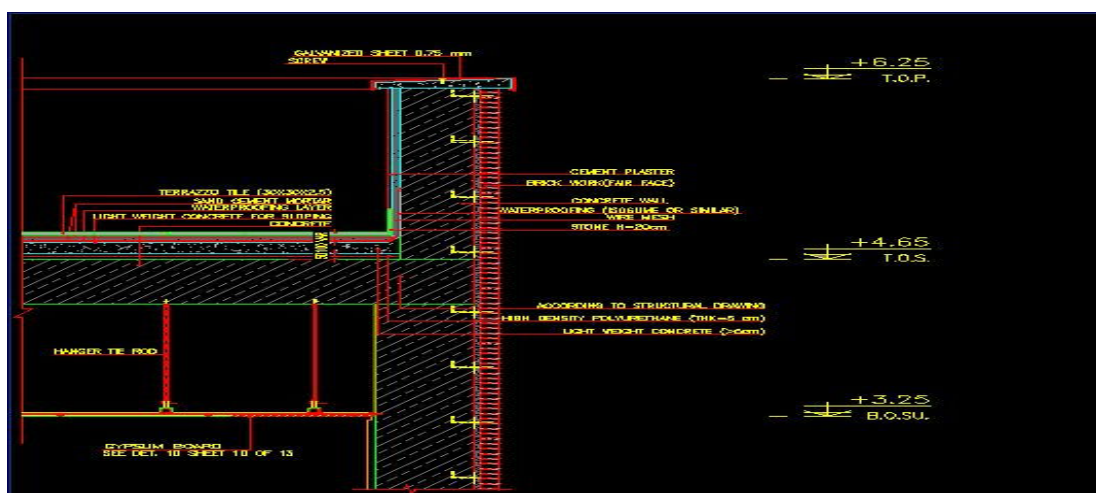 GALVANIZED SHEET 0.75 mm
SCREW
+6.25
T.O.P.
CEMENT PLASTER
BRICK WORK(FAIR FACE)
CONCRETE WALL
WATERPROOFING (ISOGUME OR SIMILAR)
WIRE MESH
STONE H=20cm
TERRAZZO TILE (30X30X2.5)
SAND CEMENT MORTAR
WATERPROOFING LAYER
LIGHT WEIGHT CONCRETE FOR SLOPING
CONCRETE
+4.65
T.O.S.
ACCORDING TO STRUCTURAL DRAWING
HIGH DENSITY POLYURETHANE (THK=5 cm)
LIGHT WEIGHT CONCRETE (>6cm)
HANGER TIE ROD
+3.25
B.O.SU.
GYPSUM BOARD
SEE DET. 10 SHEET 10 OF 13